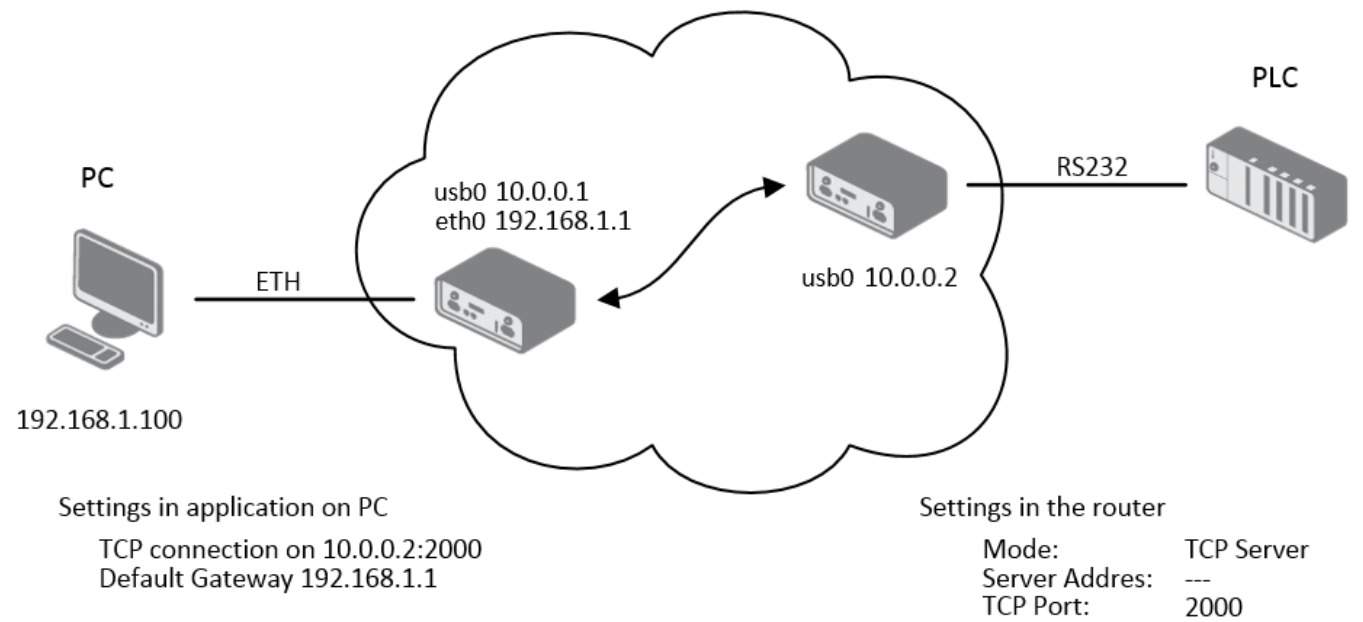 PLC
RS232
PC
usb0 10.0.0.1
eth0 192.168.1.1
usb0 10.0.0.2
ETH
192.168.1.100
Settings in application on PC
TCP connection on 10.0.0.2:2000
Default Gateway 192.168.1.1
Settings in the router
Mode: TCP Server
Server Addres: ---
TCP Port: 2000